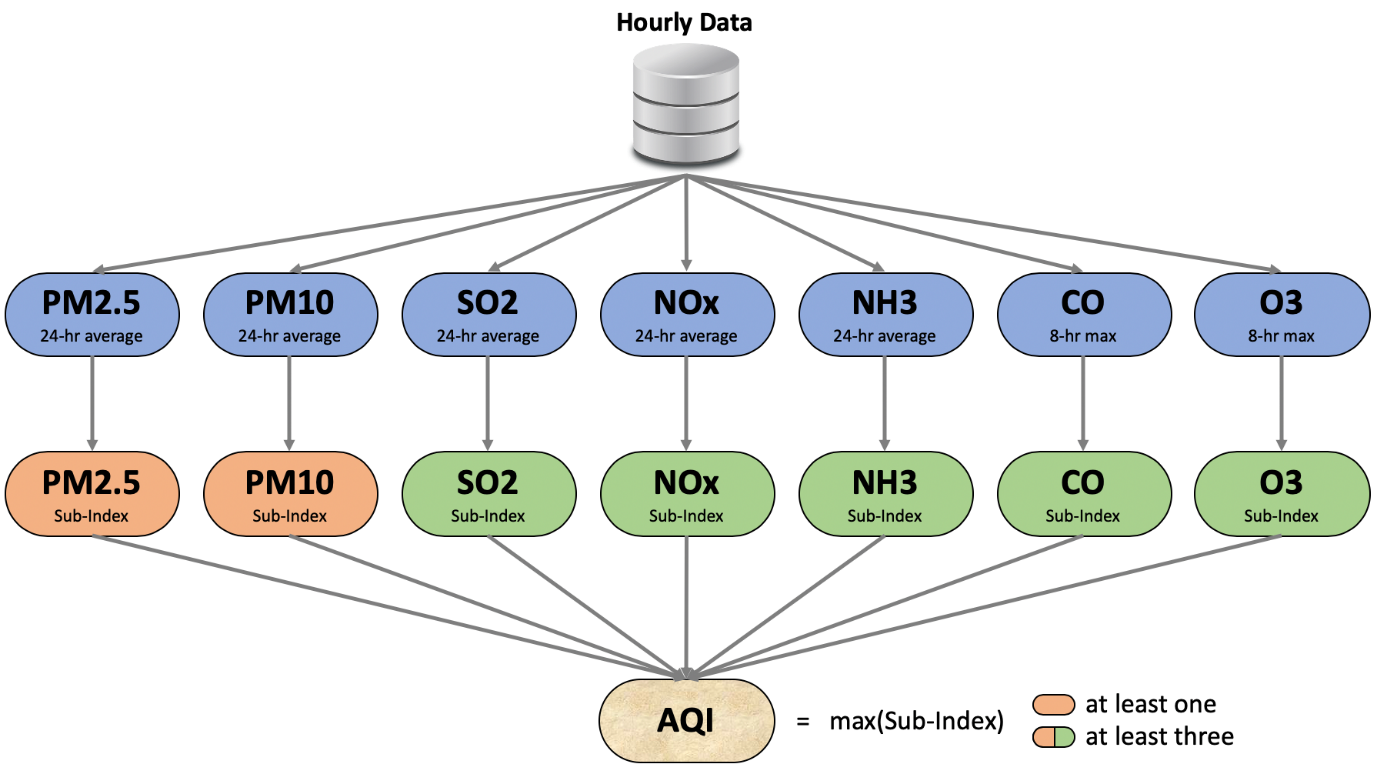 Hourly Data
PM2.5
24-hr average
PM10
24-hr average
SO2
24-hr average
NOx
24-hr average
NH3
24-hr average
CO
8-hr max
O3
8-hr max
PM2.5
Sub-Index
PM10
Sub-Index
SO2
Sub-Index
NOx
Sub-Index
NH3
Sub-Index
CO
Sub-Index
O3
Sub-Index
AQI
= max(Sub-Index)
at least one
at least three